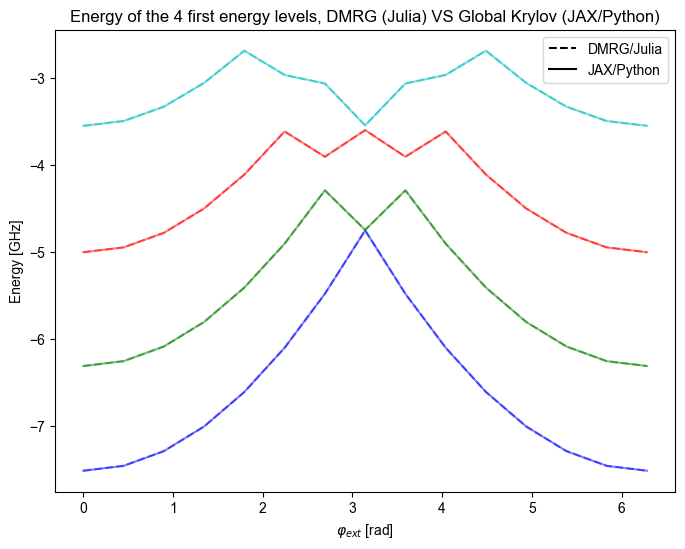 Energy of the 4 first energy levels, DMRG (Julia) VS Global Krylov (JAX/Python)
DMRG/Julia
JAX/Python
−3
−4
−5
−6
−7
Energy [GHz]
0 1 2 3 4 5 6
φext [rad]